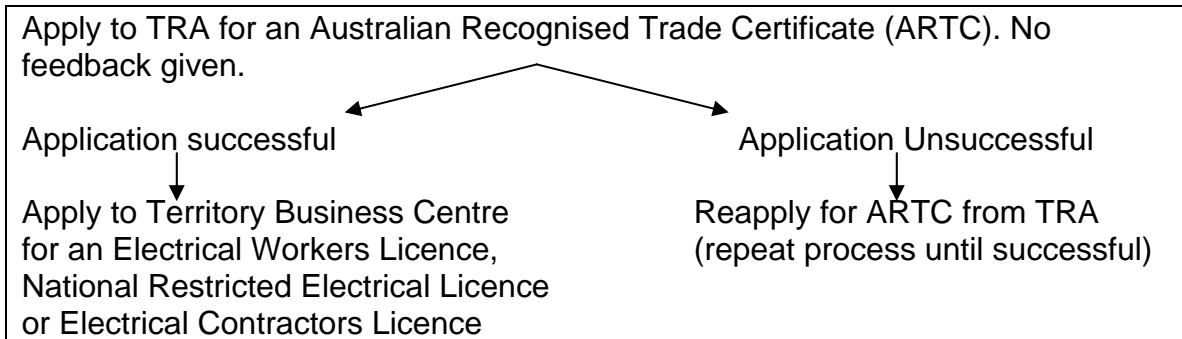 Apply to TRA for an Australian Recognised Trade Certificate (ARTC). No
feedback given.
Application successful
Application Unsuccessful
Apply to Territory Business Centre
for an Electrical Workers Licence,
National Restricted Electrical Licence
or Electrical Contractors Licence
Reapply for ARTC from TRA
(repeat process until successful)